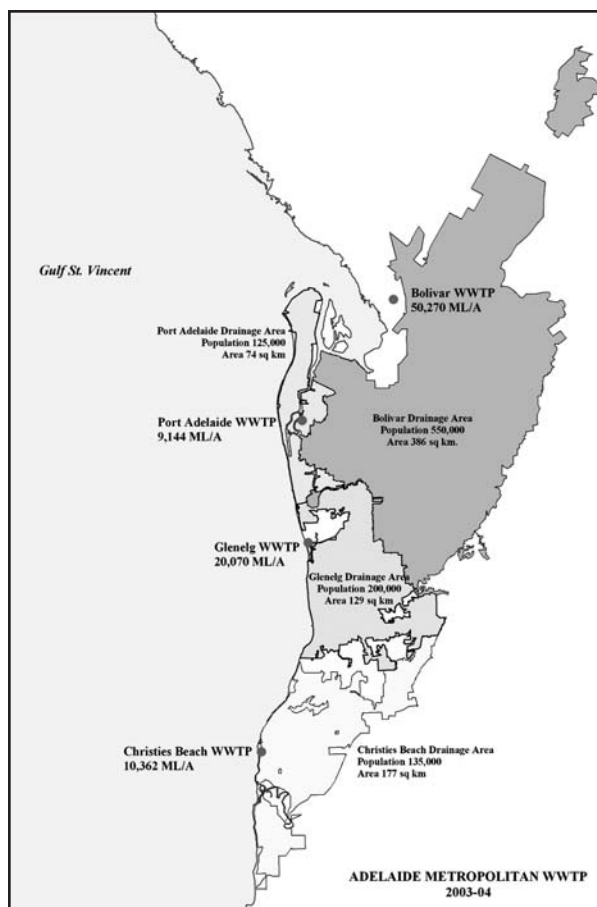 Gulf St. Vincent
Bolivar WWTP
50,270 ML/A
Port Adelaide Drainage Area
Population 125,000
Area 74 sq km
Port Adelaide WWTP
9,144 ML/A
Bolivar Drainage Area
Population 550,000
Area 386 sq km.
Glenelg WWTP
20,070 ML/A
Glenelg Drainage Area
Population 200,000
Area 129 sq km
Christies Beach WWTP
10,362 ML/A
Christies Beach Drainage Area
Population 135,000
Area 177 sq km
ADELAIDE METROPOLITAN WWTP
2003-04